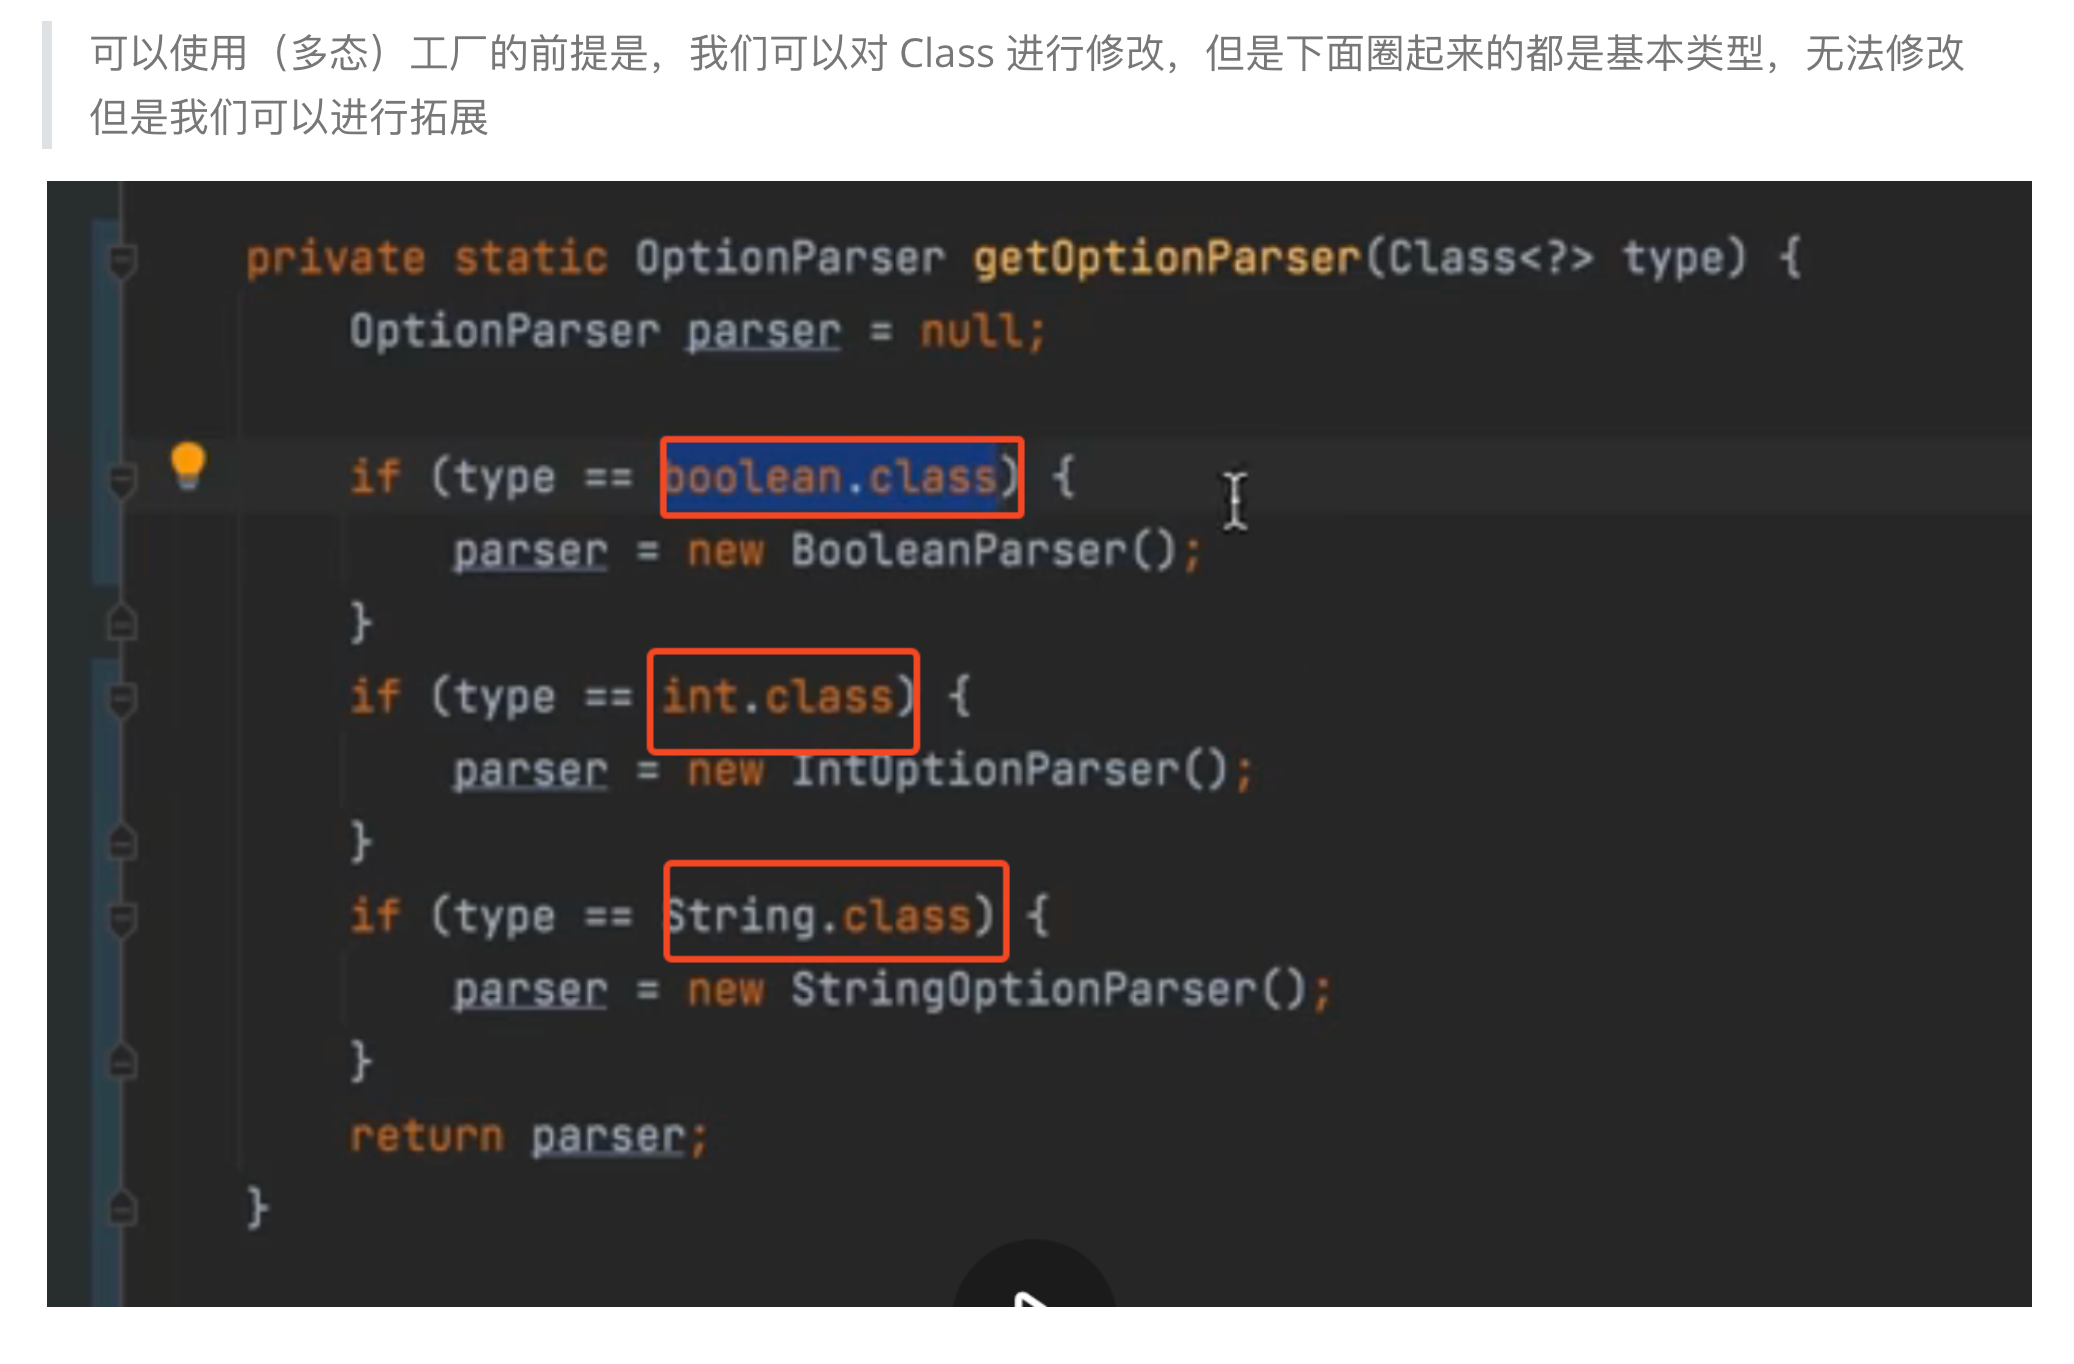 可以使用（多态）工厂的前提是，我们可以对 Class 进行修改，但是下面圈起来的都是基本类型，无法修改
但是我们可以进行拓展
private static OptionParser getOptionParser(Class<?> type) {
OptionParser parser = null;
if (type == boolean.class) {
parser = new BooleanParser();
}
if (type == int.class) {
parser = new IntOptionParser();
}
if (type == String.class) {
parser = new StringOptionParser();
}
return parser;
}